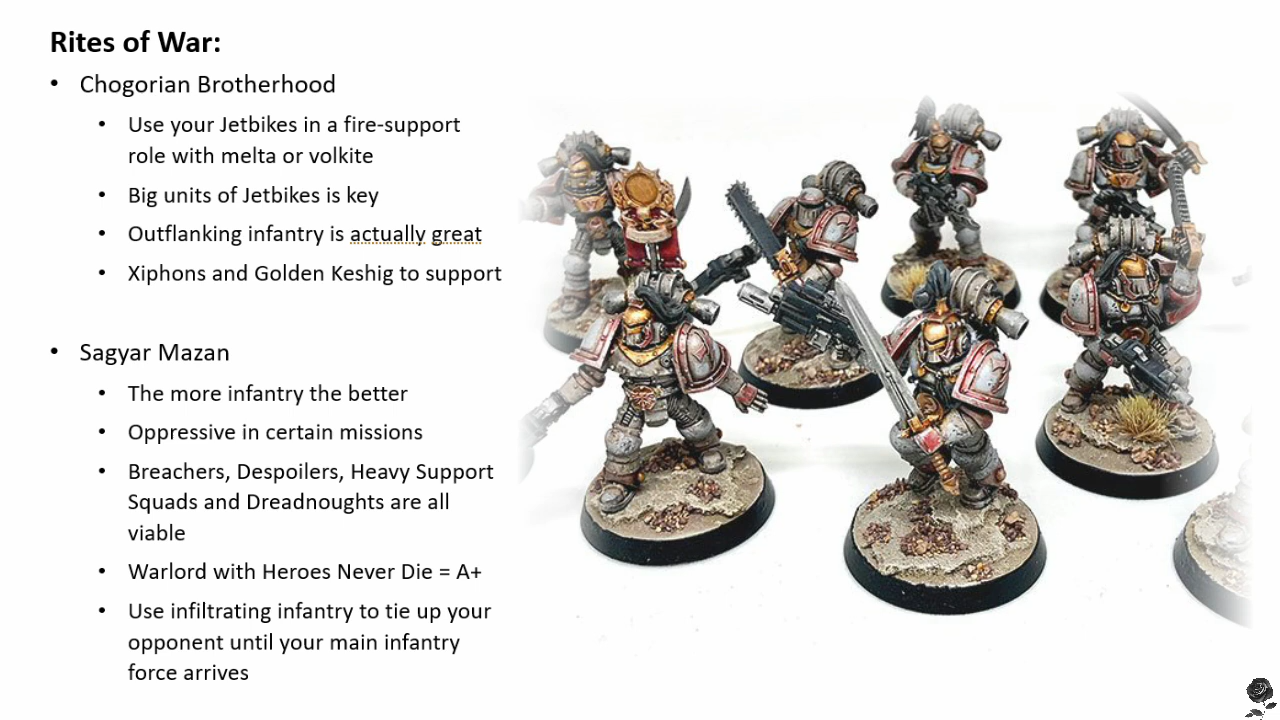 Rites of War:
• Chogorian Brotherhood
• Use your Jetbikes in a fire-support
role with melta or volkite
• Big units of Jetbikes is key
• Outflanking infantry is actually great
• Xiphons and Golden Keshig to support
• Sagyar Mazan
• The more infantry the better
• Oppressive in certain missions
• Breachers, Despoilers, Heavy Support
Squads and Dreadnoughts are all
viable
• Warlord with Heroes Never Die = A+
• Use infiltrating infantry to tie up your
opponent until your main infantry
force arrives